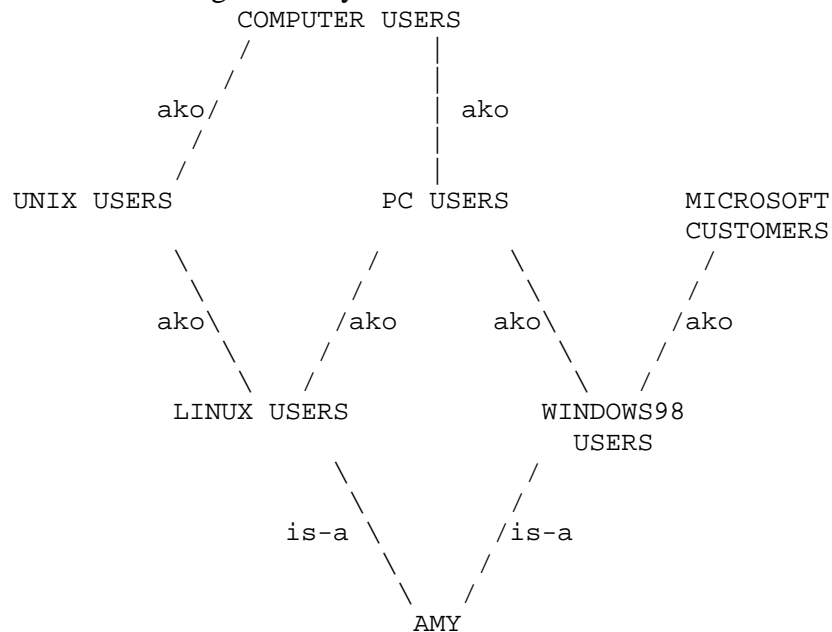 COMPUTER USERS
ako
ako
UNIX USERS
PC USERS
MICROSOFT
CUSTOMERS
ako
ako
ako
ako
LINUX USERS
WINDOWS98
USERS
is-a
is-a
AMY